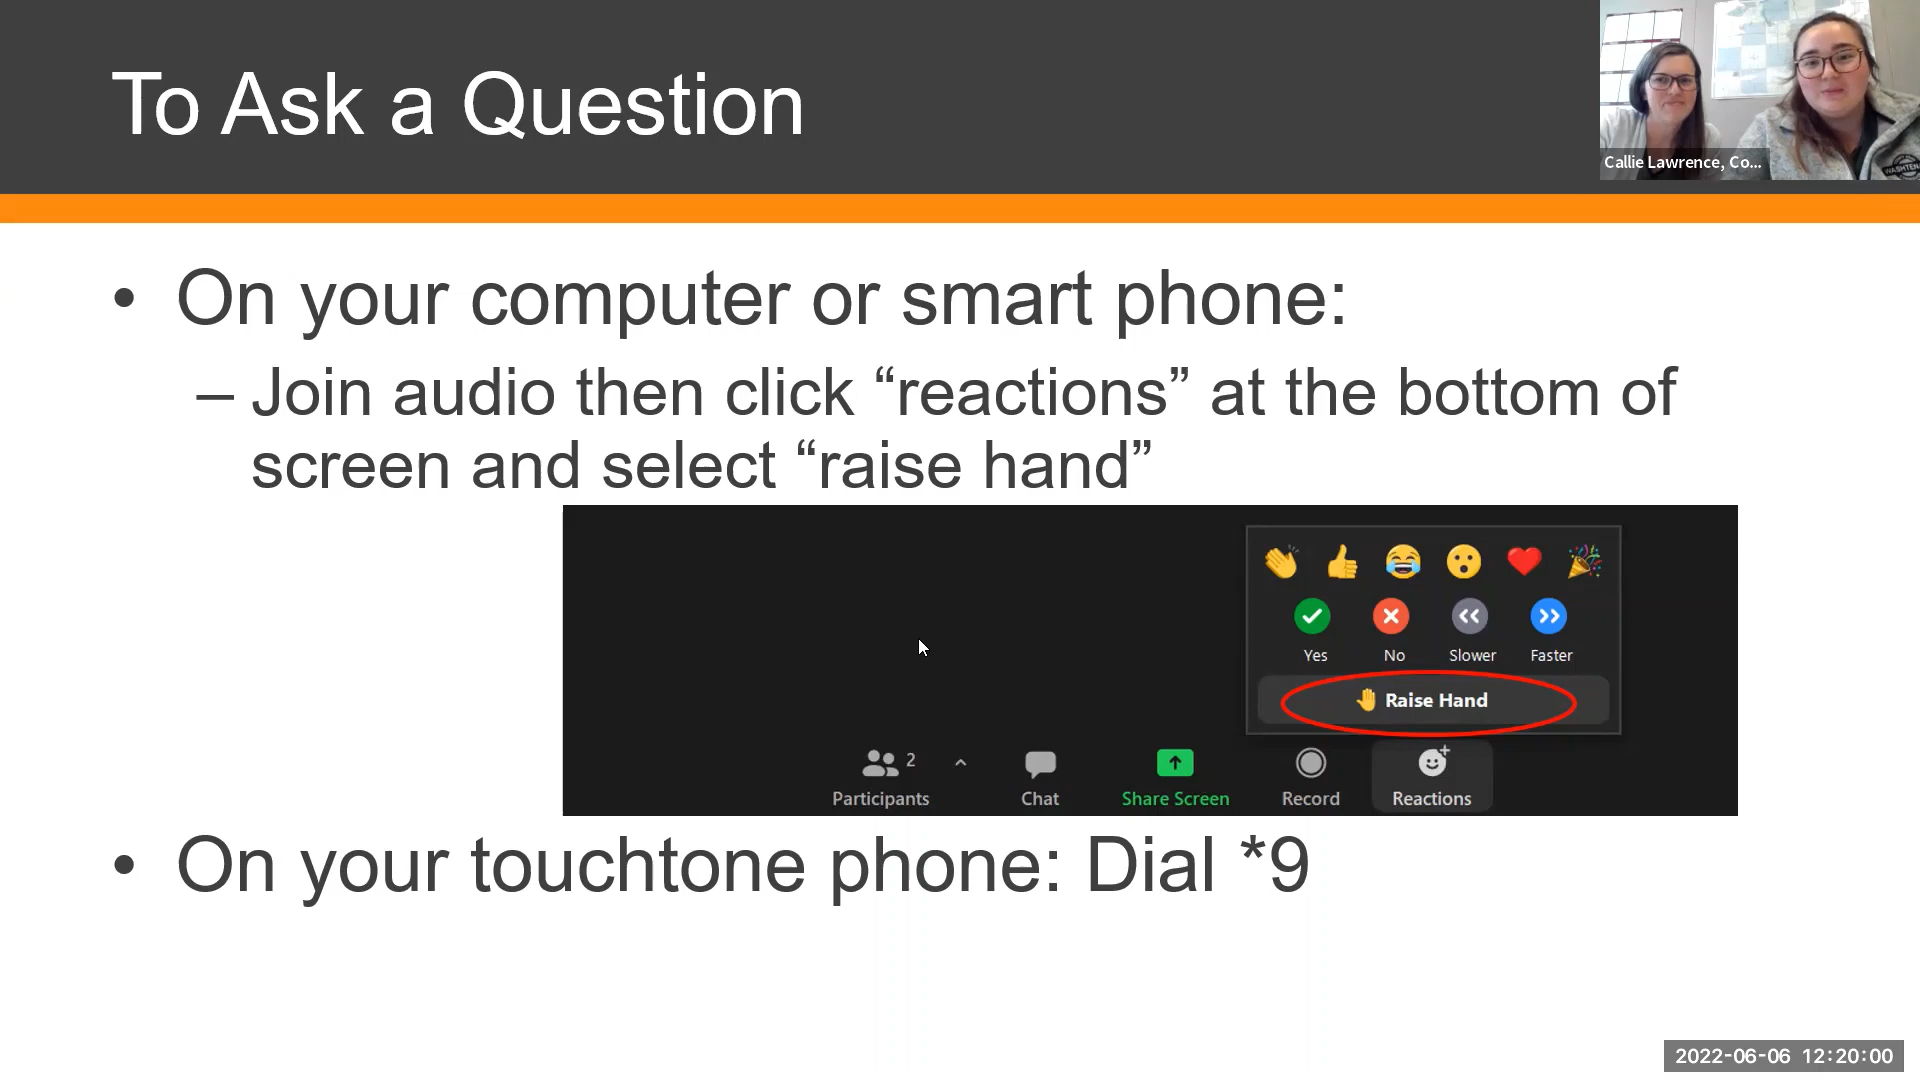 To Ask a Question
Callie Lawrence, Co...
• On your computer or smart phone:
– Join audio then click “reactions” at the bottom of
screen and select “raise hand”
Yes No Slower Faster
Raise Hand
2
Participants Chat Share Screen Record Reactions
• On your touchtone phone: Dial *9
2022-06-06 12:20:00